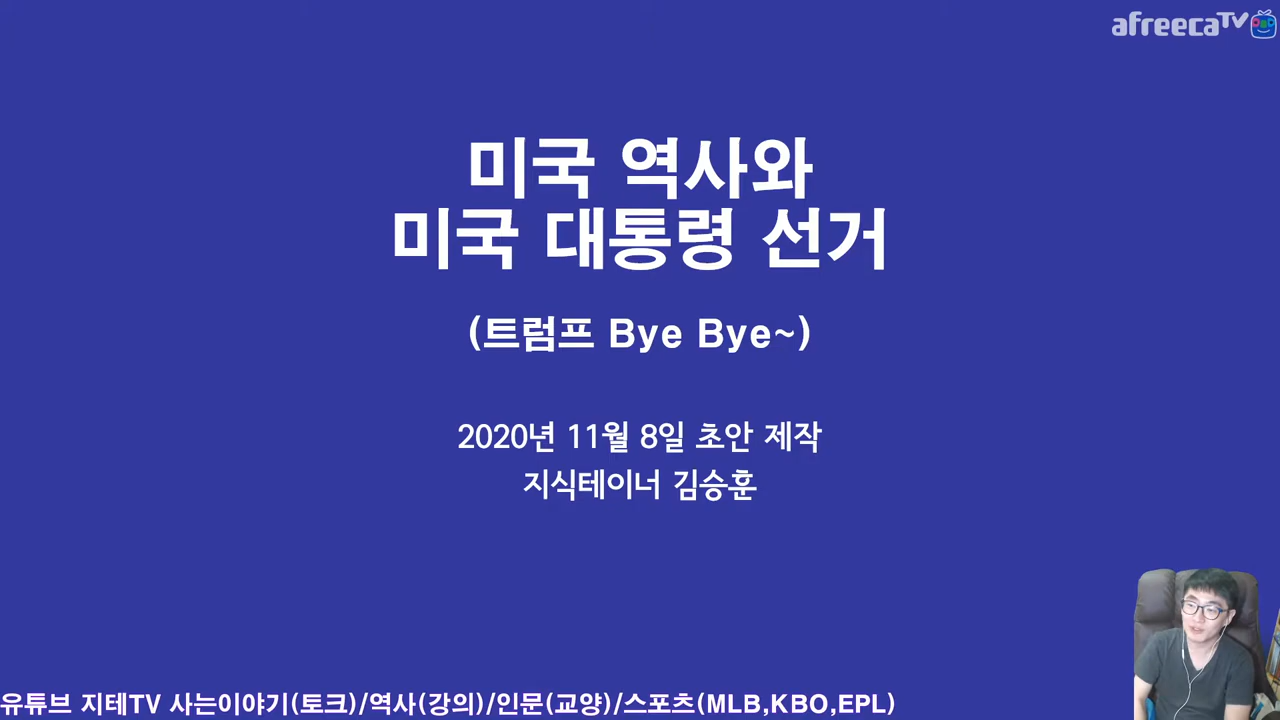 afreecaTV
미국 역사와
미국 대통령 선거
(트럼프 Bye Bye~)
2020년 11월 8일 초안 제작
지식테이너 김승훈
유튜브 지테TV 사는이야기(토크)/역사(강의)/인문(교양)/스포츠(MLB,KBO,EPL)